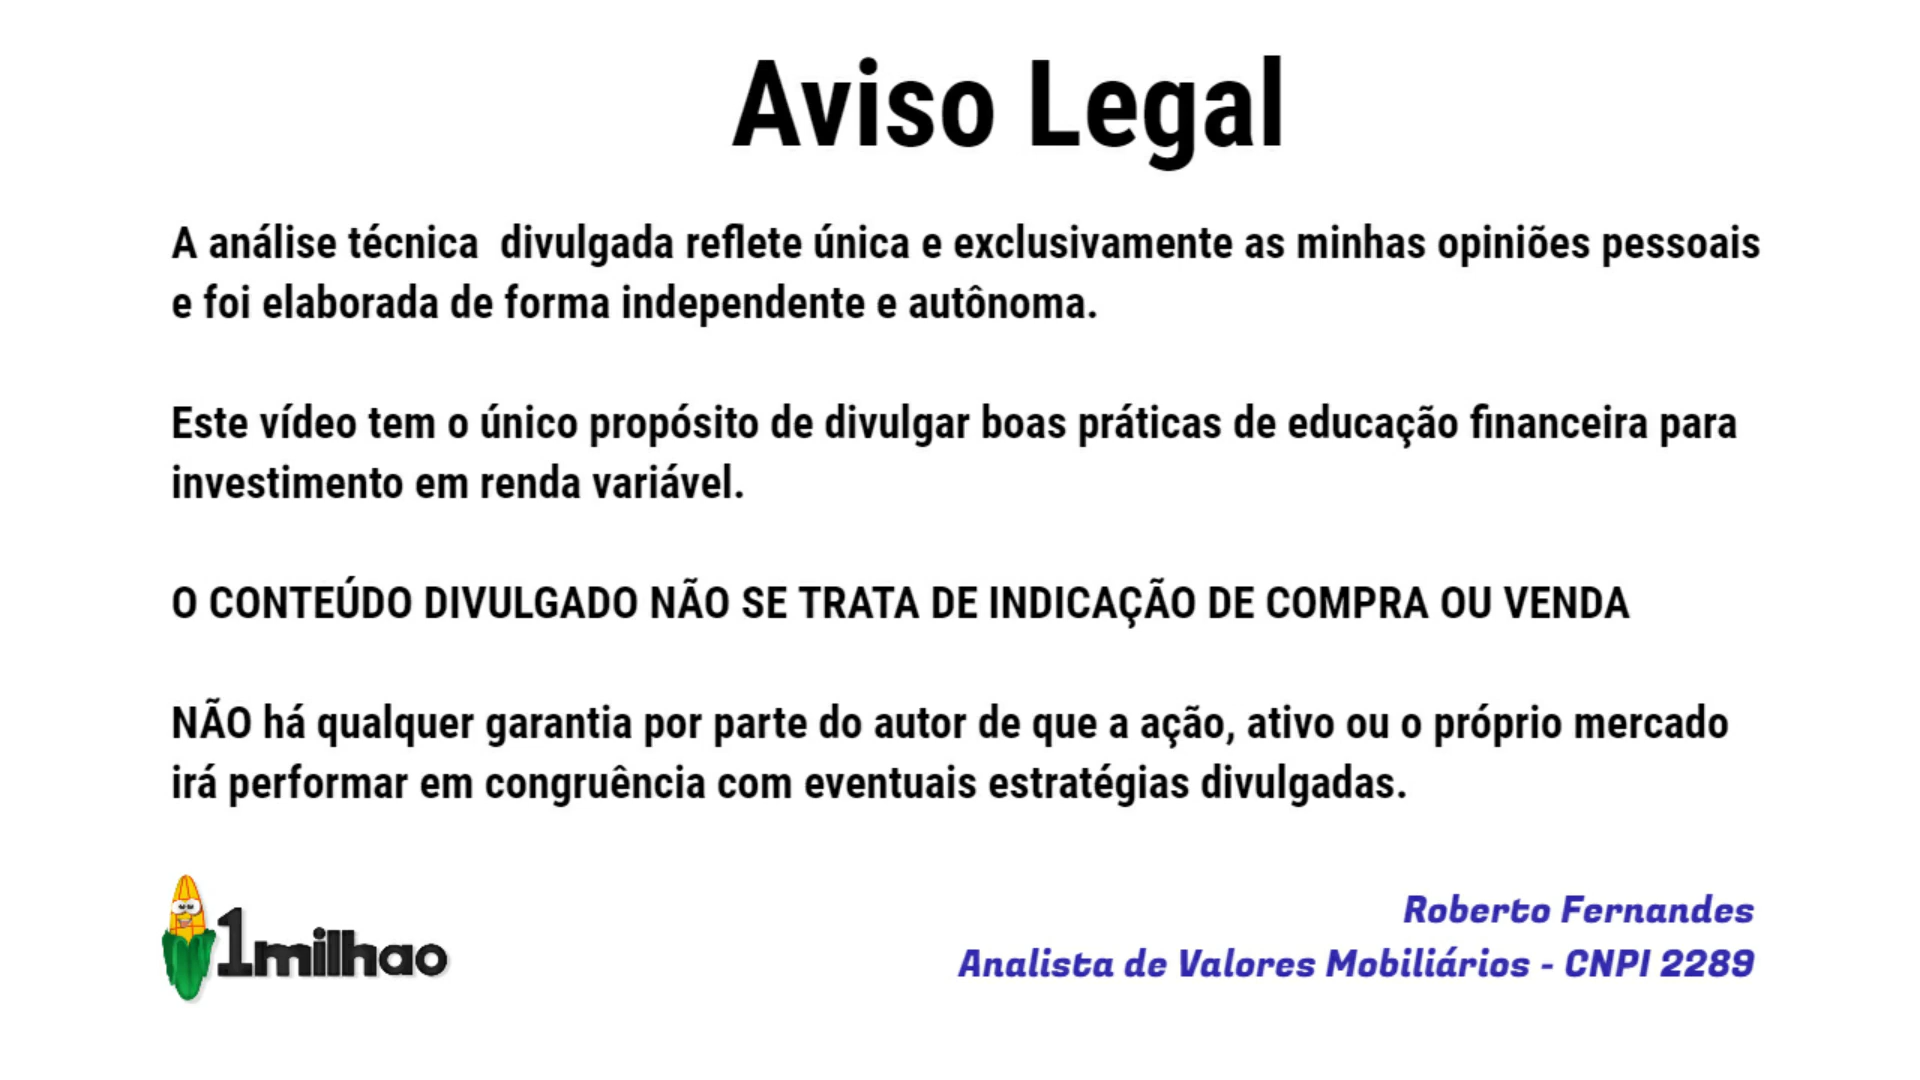 Aviso Legal
A análise técnica  divulgada reflete única e exclusivamente as minhas opiniões pessoais
e foi elaborada de forma independente e autônoma.
Este vídeo tem o único propósito de divulgar boas práticas de educação financeira para
investimento em renda variável.
O CONTEÚDO DIVULGADO NÃO SE TRATA DE INDICAÇÃO DE COMPRA OU VENDA
NÃO há qualquer garantia por parte do autor de que a ação, ativo ou o próprio mercado
irá performar em congruência com eventuais estratégias divulgadas.
1milhao
Roberto Fernandes
Analista de Valores Mobiliários - CNPI 2289